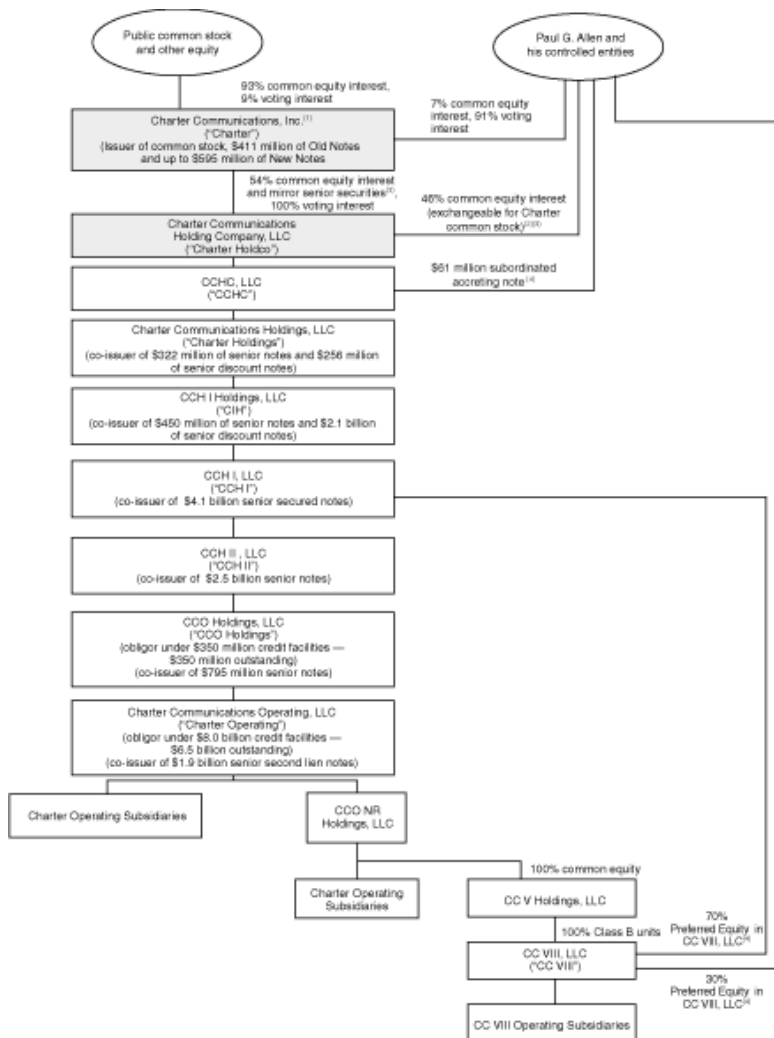 Public common stock
and other equity
Paul G. Allen and
his controlled entities
93% common equity interest,
9% voting interest
7% common equity
interest, 91% voting
interest
Charter Communications, Inc.(1)
("Charter")
(Issuer of common stock, $411 million of Old Notes
and up to $595 million of New Notes
54% common equity interest
and mirror senior securities(2),
100% voting interest
46% common equity interest
(exchangeable for Charter
common stock)(2)(3)
Charter Communications
Holding Company, LLC
("Charter Holdco")
$61 million subordinated
accreting note(4)
CCHC, LLC
("CCHC")
Charter Communications Holdings, LLC
("Charter Holdings")
(co-issuer of $322 million of senior notes and $256 million
of senior discount notes)
CCH I Holdings, LLC
("CIH")
(co-issuer of $450 million of senior notes and $2.1 billion
of senior discount notes)
CCH I, LLC
("CCH I")
(co-issuer of $4.1 billion senior secured notes)
CCH II , LLC
("CCH II")
(co-issuer of $2.5 billion senior notes)
CCO Holdings, LLC
("CCO Holdings")
(obligor under $350 million credit facilities —
$350 million outstanding)
(co-issuer of $795 million senior notes)
Charter Communications Operating, LLC
("Charter Operating")
(obligor under $8.0 billion credit facilities —
$6.5 billion outstanding)
(co-issuer of $1.9 billion senior second lien notes)
Charter Operating Subsidiaries
CCO NR
Holdings, LLC
100% common equity
Charter Operating
Subsidiaries
CC V Holdings, LLC
100% Class B units
70%
Preferred Equity in
CC VIII, LLC(4)
CC VIII, LLC
("CC VIII")
30%
Preferred Equity in
CC VIII, LLC(4)
CC VIII Operating Subsidiaries